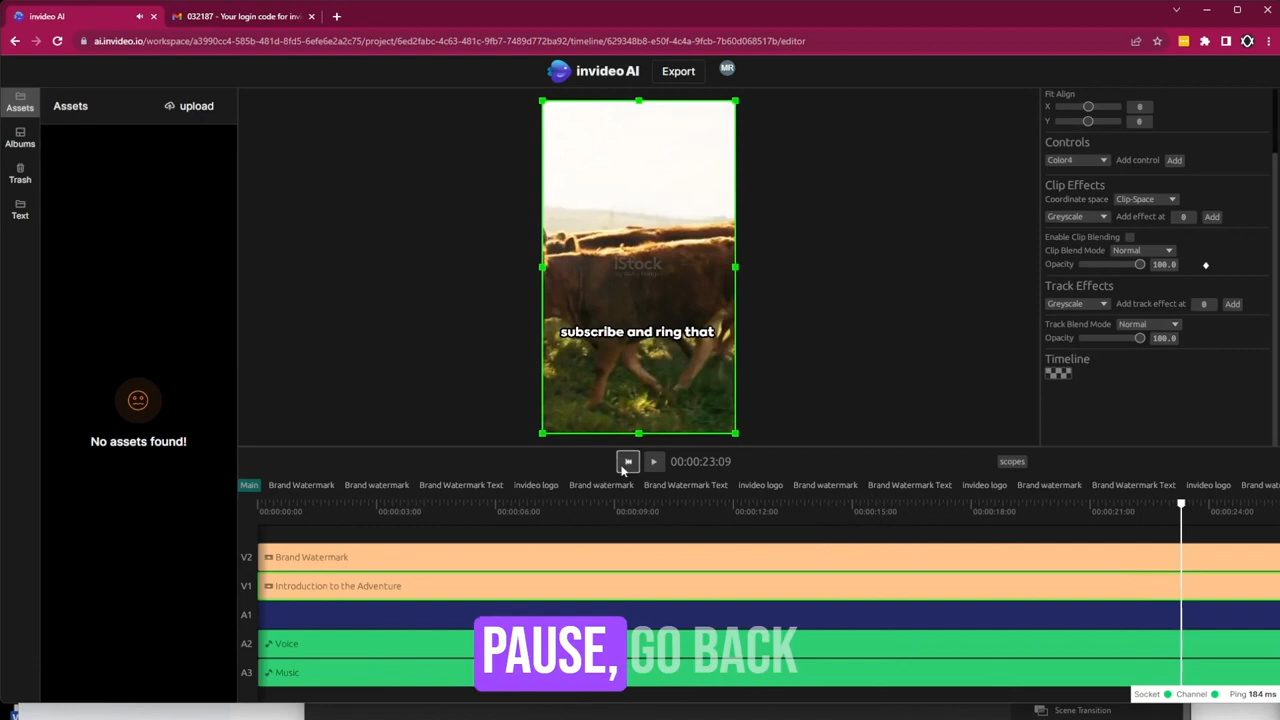 invideo AI
032187 - Your login code for invi
ai.invideo.io/workspace/a3990cc4-585b-481d-8fd5-6efe6e2a2c75/project/6ed2fabc-4c63-481c-9fb7-7489d772ba92/timeline/629348b8-e50f-4c4a-9fcb-7b60d068517b/editor
invideo AI
Export
MR
Assets
Albums
Trash
Text
Assets
upload
No assets found!
iStock
subscribe and ring that
Fit Align
X 0
Y 0
Controls
Color4 Add control Add
Clip Effects
Coordinate space Clip-Space
Greyscale Add effect at 0 Add
Enable Clip Blending
Clip Blend Mode Normal
Opacity 100.0
Track Effects
Greyscale Add track effect at 0 Add
Track Blend Mode Normal
Opacity 100.0
Timeline
00:00:23:09
scopes
Main Brand Watermark Brand watermark Brand Watermark Text invideo logo Brand watermark Brand Watermark Text invideo logo Brand watermark Brand Watermark Text invideo logo Brand watermark Brand Watermark Text invideo logo Brand wat
00:00:00:00 00:00:03:00 00:00:06:00 00:00:09:00 00:00:12:00 00:00:15:00 00:00:18:00 00:00:21:00 00:00:24:00
V2 Brand Watermark
V1 Introduction to the Adventure
A1
A2 Voice
A3 Music
PAUSE, GO BACK
Socket Channel Ping 184 ms
Scene Transition